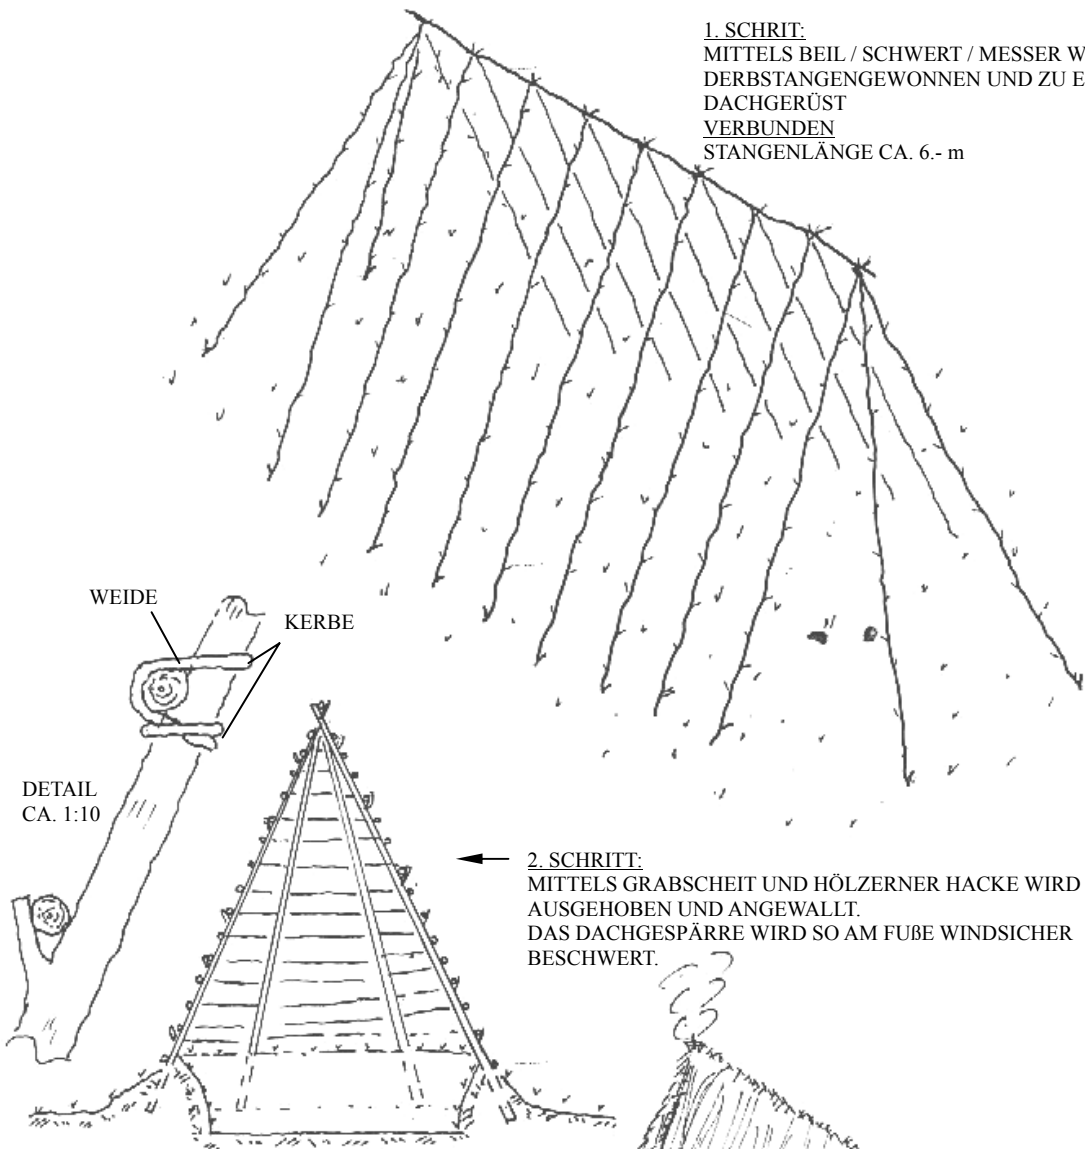 1. SCHRIT:
MITTELS BEIL / SCHWERT / MESSER W
DERBSTANGENGEWONNEN UND ZU E
DACHGERÜST
VERBUNDEN
STANGENLÄNGE CA. 6.- m
WEIDE
KERBE
DETAIL
CA. 1:10
2. SCHRITT:
MITTELS GRABSCHEIT UND HÖLZERNER HACKE WIRD
AUSGEHOBEN UND ANGEWALLT.
DAS DACHGESPÄRRE WIRD SO AM FUßE WINDSICHER
BESCHWERT.